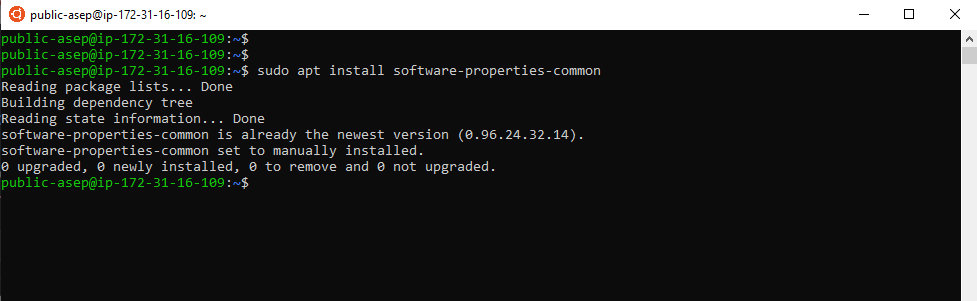 public-asep@ip-172-31-16-109: ~
public-asep@ip-172-31-16-109:~$
public-asep@ip-172-31-16-109:~$
public-asep@ip-172-31-16-109:~$ sudo apt install software-properties-common
Reading package lists... Done
Building dependency tree
Reading state information... Done
software-properties-common is already the newest version (0.96.24.32.14).
software-properties-common set to manually installed.
0 upgraded, 0 newly installed, 0 to remove and 0 not upgraded.
public-asep@ip-172-31-16-109:~$